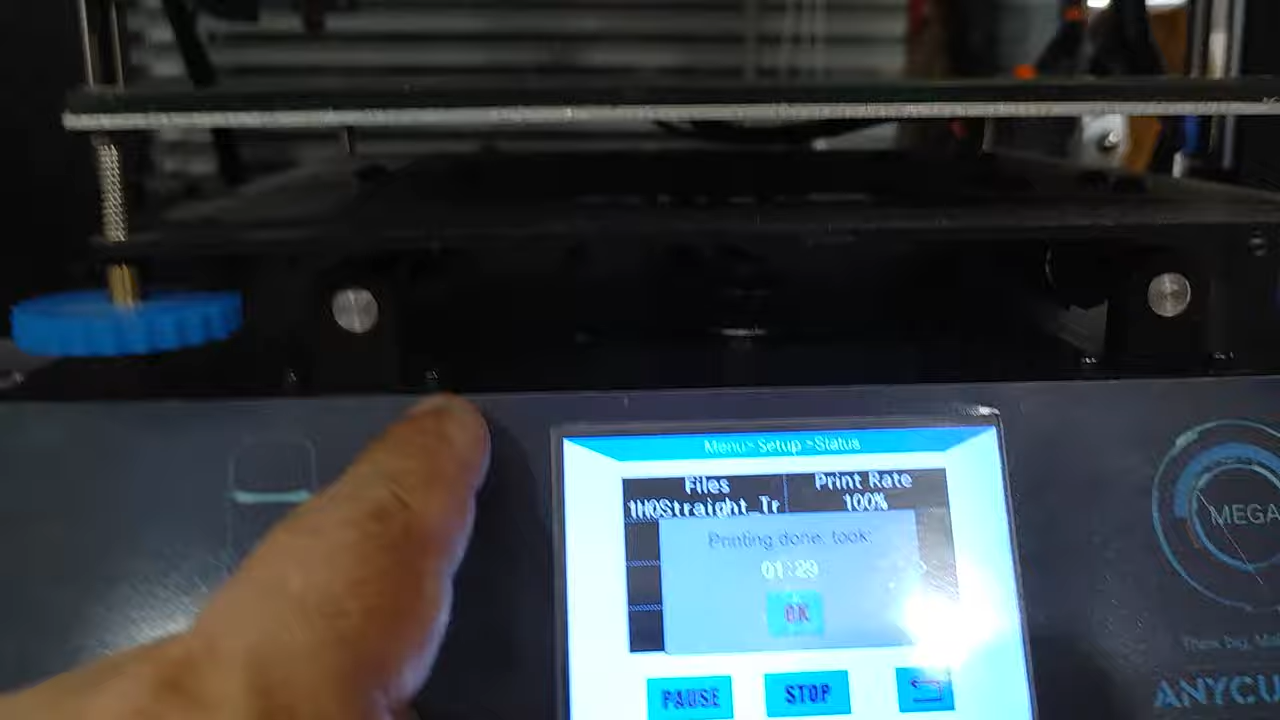 Menu> Setup >Status
Files
Print Rate
1H0Straight_Tr
100%
Printing done, took:
01:29
OK
PAUSE
STOP
MEGA
ANYCU